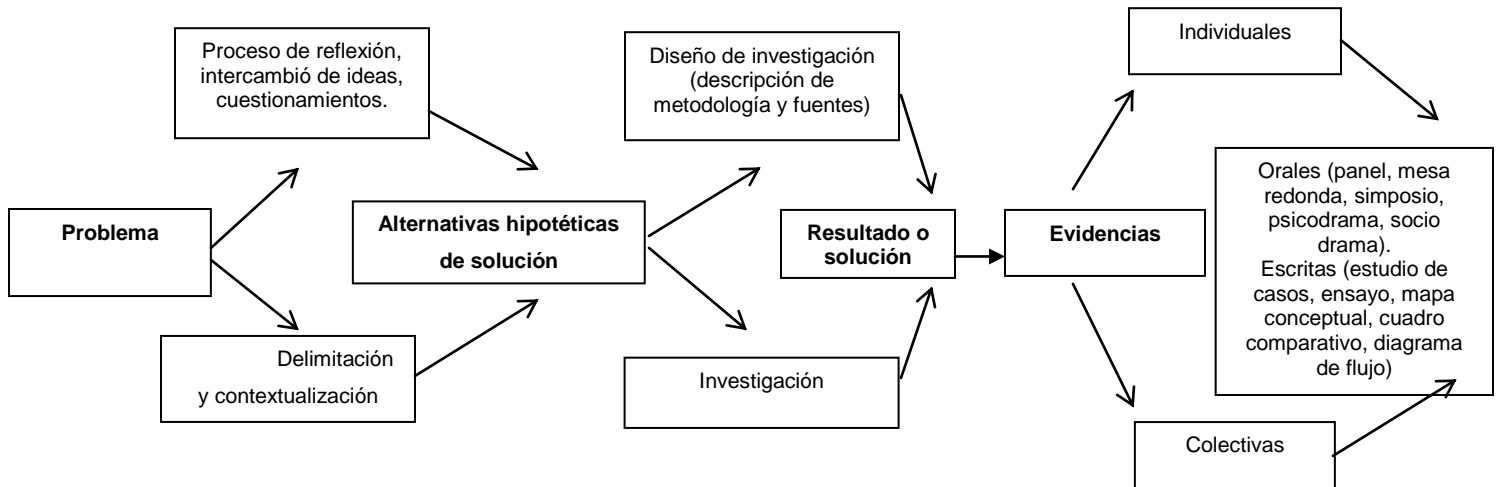 Proceso de reflexión,
intercambió de ideas,
cuestionamientos.
Diseño de investigación
(descripción de
metodología y fuentes)
Individuales
Problema
Alternativas hipotéticas
de solución
Resultado o
solución
Evidencias
Orales (panel, mesa
redonda, simposio,
psicodrama, socio
drama).
Escritas (estudio de
casos, ensayo, mapa
conceptual, cuadro
comparativo, diagrama
de flujo)
Delimitación
y contextualización
Investigación
Colectivas